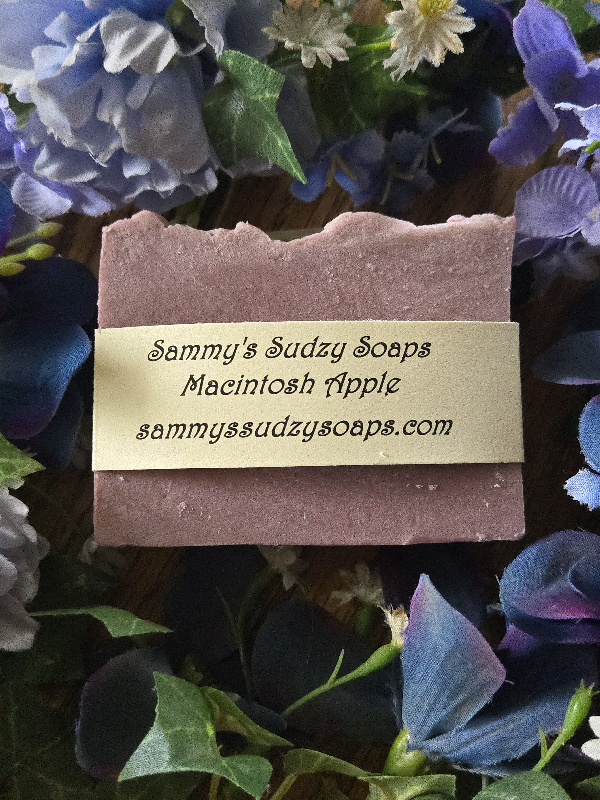 Sammy's Sudzy Soaps
Macintosh Apple
sammyssudzysoaps.com